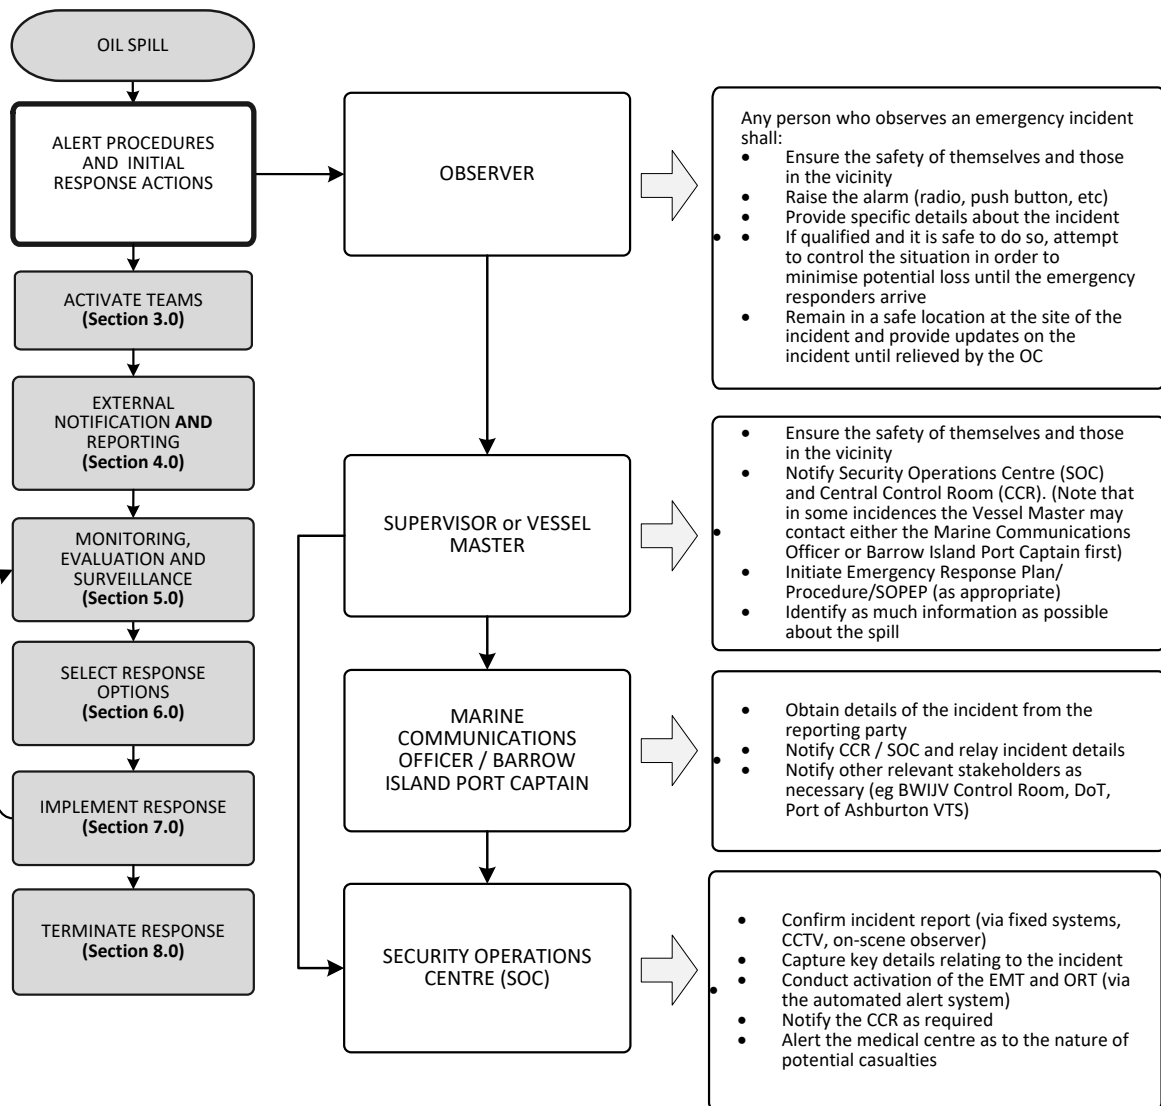 OIL SPILL
ALERT PROCEDURES
AND INITIAL
RESPONSE ACTIONS
ACTIVATE TEAMS
(Section 3.0)
EXTERNAL
NOTIFICATION AND
REPORTING
(Section 4.0)
MONITORING,
EVALUATION AND
SURVEILLANCE
(Section 5.0)
SELECT RESPONSE
OPTIONS
(Section 6.0)
IMPLEMENT RESPONSE
(Section 7.0)
TERMINATE RESPONSE
(Section 8.0)
OBSERVER
Any person who observes an emergency incident
shall:
• Ensure the safety of themselves and those
in the vicinity
• Raise the alarm (radio, push button, etc)
• Provide specific details about the incident
• • If qualified and it is safe to do so, attempt
to control the situation in order to
minimise potential loss until the emergency
responders arrive
• Remain in a safe location at the site of the
incident and provide updates on the
incident until relieved by the OC
SUPERVISOR or VESSEL
MASTER
• Ensure the safety of themselves and those
in the vicinity
• Notify Security Operations Centre (SOC)
and Central Control Room (CCR). (Note that
in some incidences the Vessel Master may
• contact either the Marine Communications
Officer or Barrow Island Port Captain first)
• Initiate Emergency Response Plan/
Procedure/SOPEP (as appropriate)
• Identify as much information as possible
about the spill
MARINE
COMMUNICATIONS
OFFICER / BARROW
ISLAND PORT CAPTAIN
• Obtain details of the incident from the
reporting party
• • Notify CCR / SOC and relay incident details
• Notify other relevant stakeholders as
necessary (eg BWIJV Control Room, DoT,
Port of Ashburton VTS)
SECURITY OPERATIONS
CENTRE (SOC)
• Confirm incident report (via fixed systems,
CCTV, on-scene observer)
• Capture key details relating to the incident
• • Conduct activation of the EMT and ORT (via
the automated alert system)
• Notify the CCR as required
• Alert the medical centre as to the nature of
potential casualties